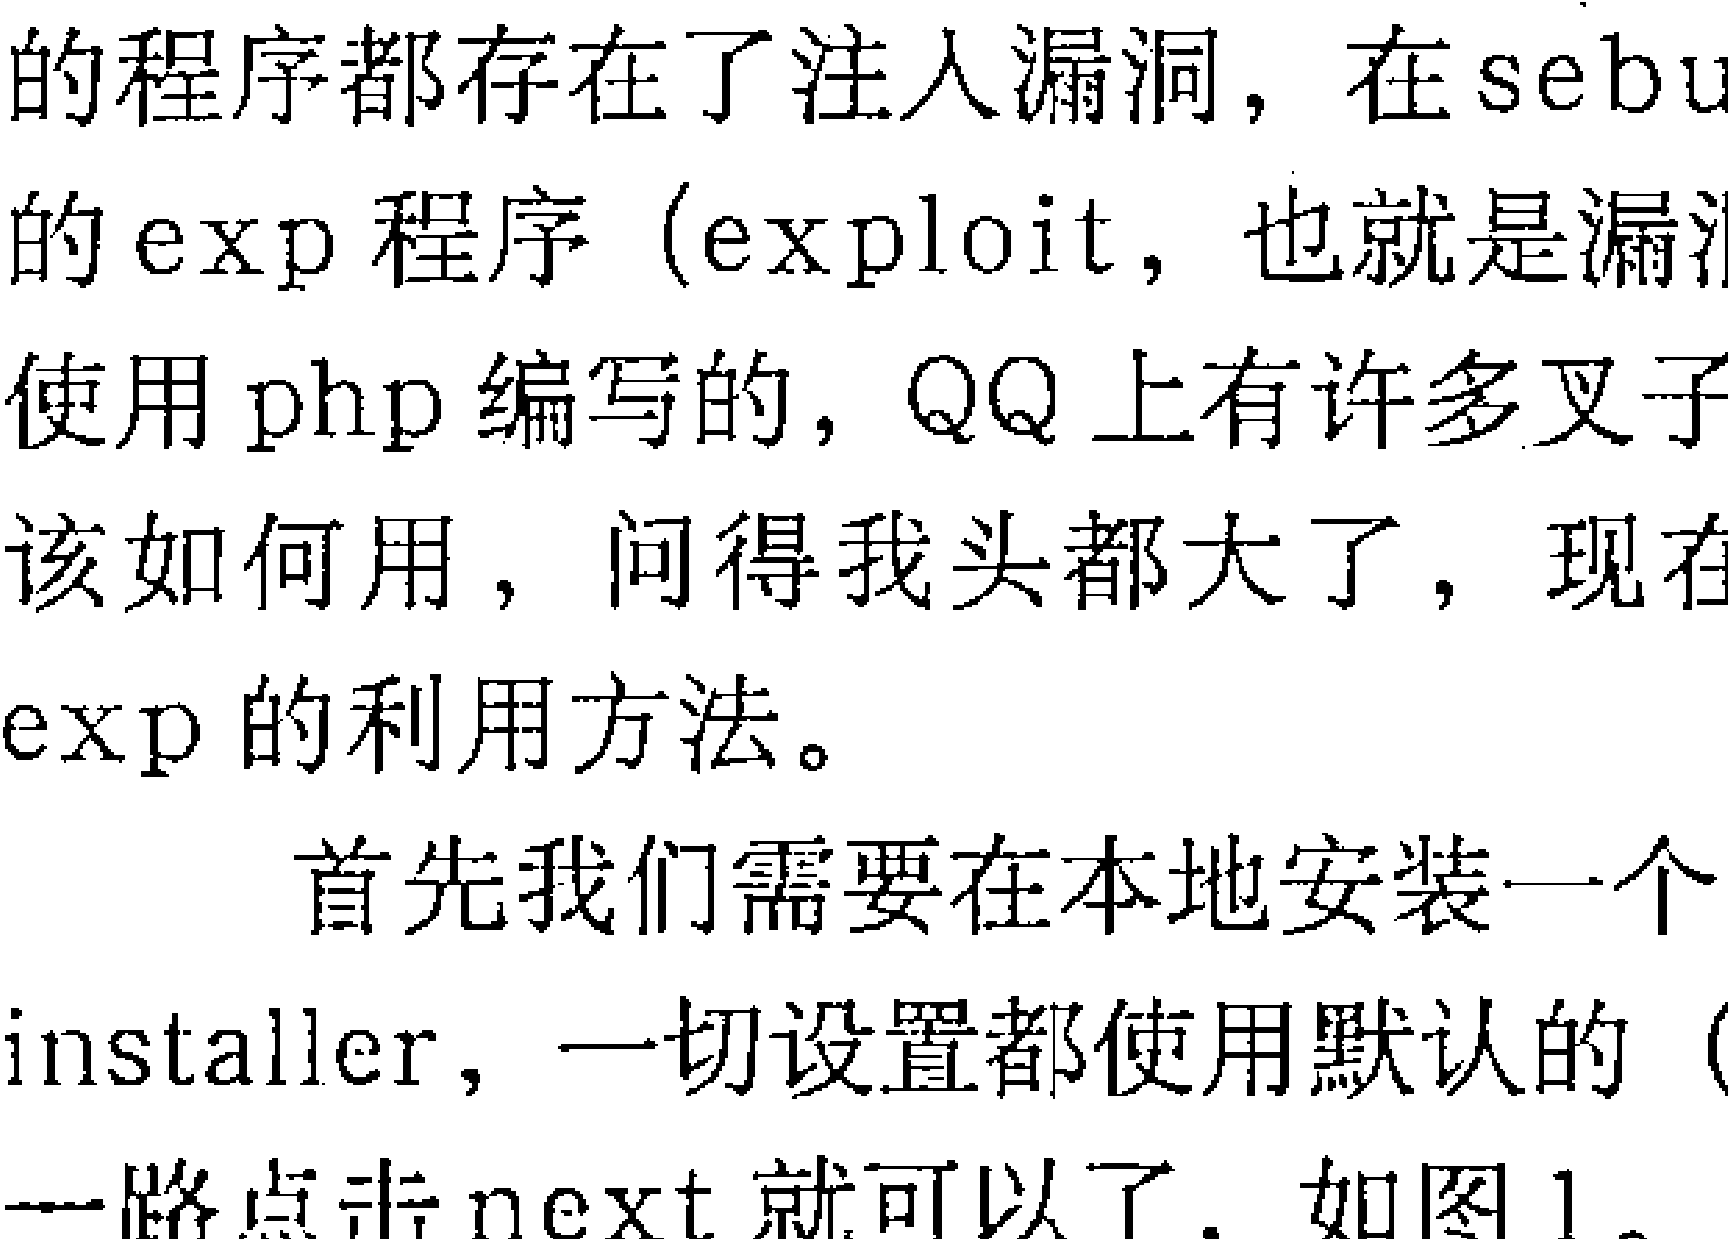 的程序都存在了注入漏洞，在sebu
的exp程序（exploit，也就是漏
使用php编写的，QQ上有许多叉子
该如何用，问得我头都大了，现在
exp的利用方法。
首先我们需要在本地安装一个
installer，一切设置都使用默认的（
一路点击next就可以了，如图1。